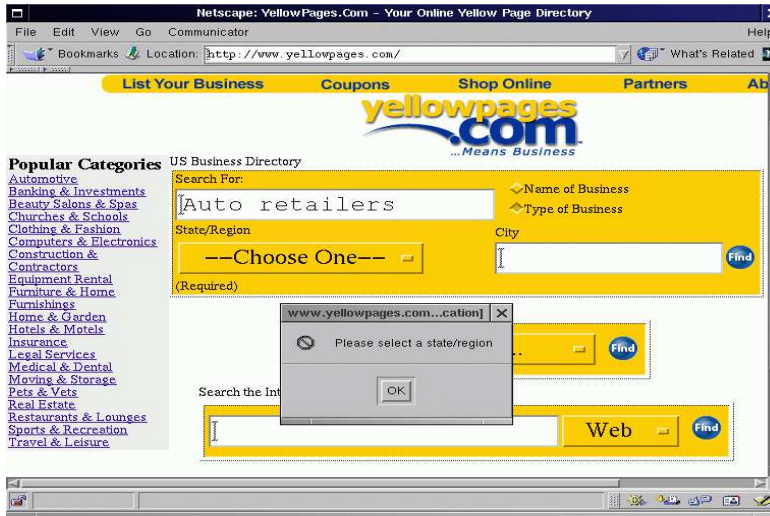 Netscape: YellowPages.Com – Your Online Yellow Page Directory
File Edit View Go Communicator Help
Bookmarks Location: http://www.yellowpages.com/ What's Related
List Your Business Coupons Shop Online Partners Ab
yellowpages
.com
...Means Business
Popular Categories
Automotive
Banking & Investments
Beauty Salons & Spas
Churches & Schools
Clothing & Fashion
Computers & Electronics
Construction &
Contractors
Equipment Rental
Furniture & Home
Furnishings
Home & Garden
Hotels & Motels
Insurance
Legal Services
Medical & Dental
Moving & Storage
Pets & Vets
Real Estate
Restaurants & Lounges
Sports & Recreation
Travel & Leisure
US Business Directory
Search For:
Auto retailers
Name of Business
Type of Business
State/Region City
--Choose One-- Find
(Required)
www.yellowpages.com...cation]
Please select a state/region
OK
.. Find
Search the Int
Web Find